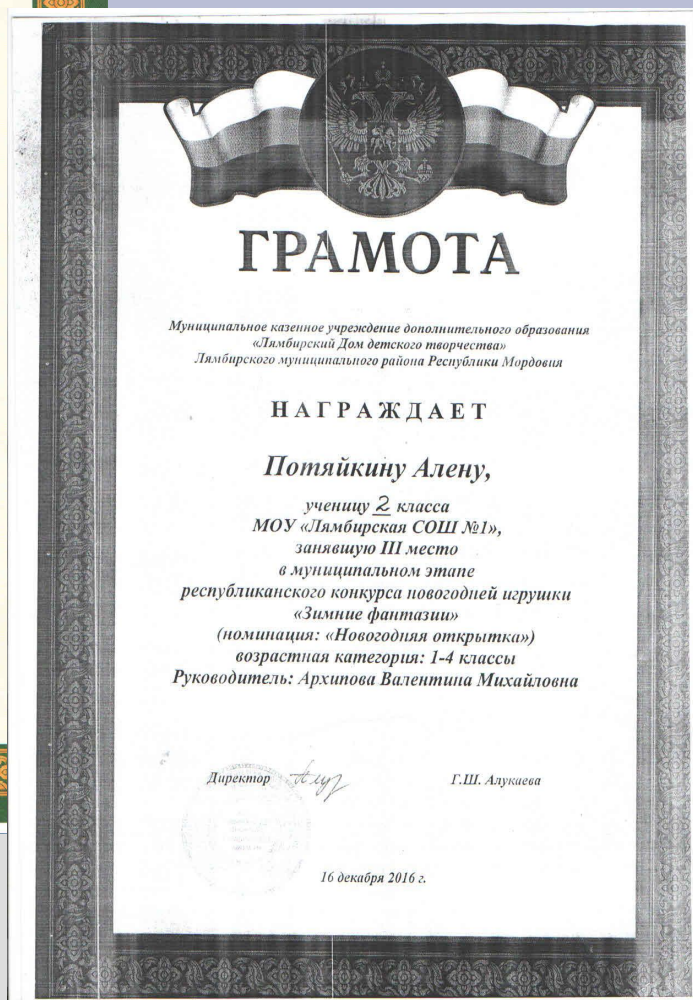 ГРАМОТА
Муниципальное казенное учреждение дополнительного образования
«Лямбирский Дом детского творчества»
Лямбирского муниципального района Республики Мордовия
НАГРАЖДАЕТ
Потяйкину Алену,
ученицу 2 класса
МОУ «Лямбирская СОШ №1»,
занявшую III место
в муниципальном этапе
республиканского конкурса новогодней игрушки
«Зимние фантазии»
(номинация: «Новогодняя открытка»)
возрастная категория: 1-4 классы
Руководитель: Архипова Валентина Михайловна
Директор Г.Ш. Алукаева
16 декабря 2016 г.